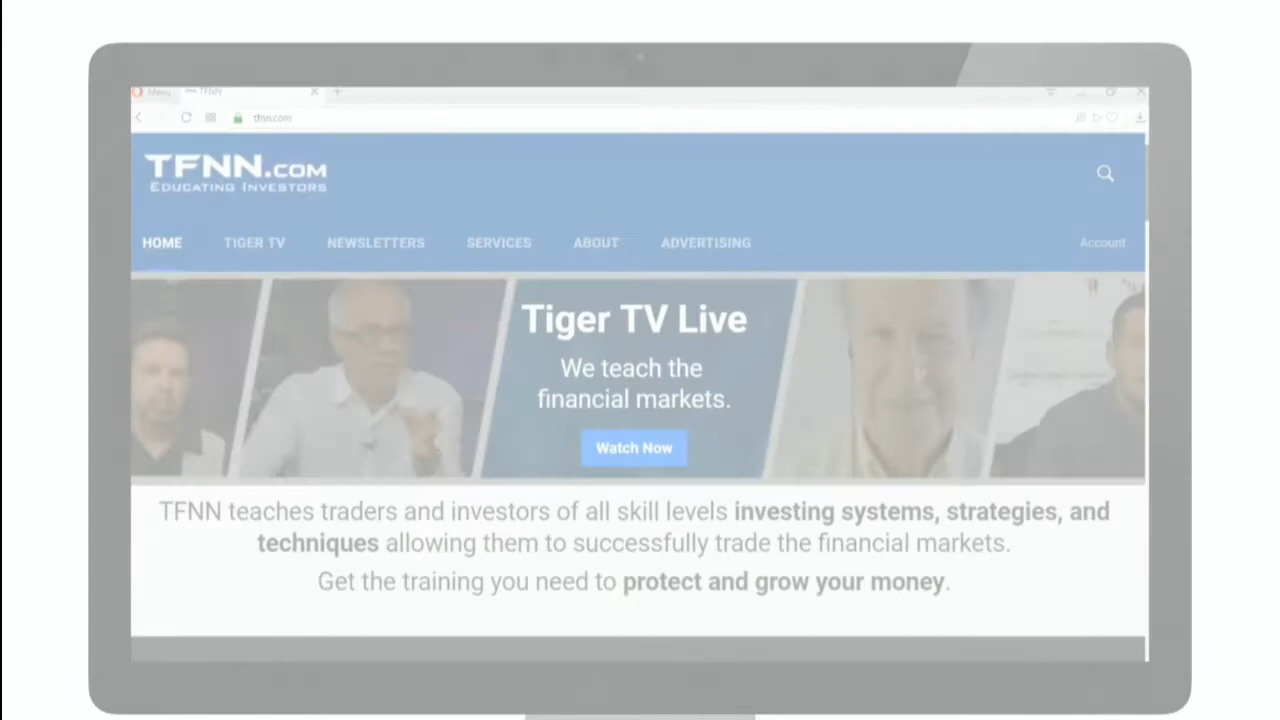 Menu
TFNN
tfnn.com
TFNN.COM
EDUCATING INVESTORS
HOME TIGER TV NEWSLETTERS SERVICES ABOUT ADVERTISING Account
Tiger TV Live
We teach the
financial markets.
Watch Now
TFNN teaches traders and investors of all skill levels investing systems, strategies, and
techniques allowing them to successfully trade the financial markets.
Get the training you need to protect and grow your money.